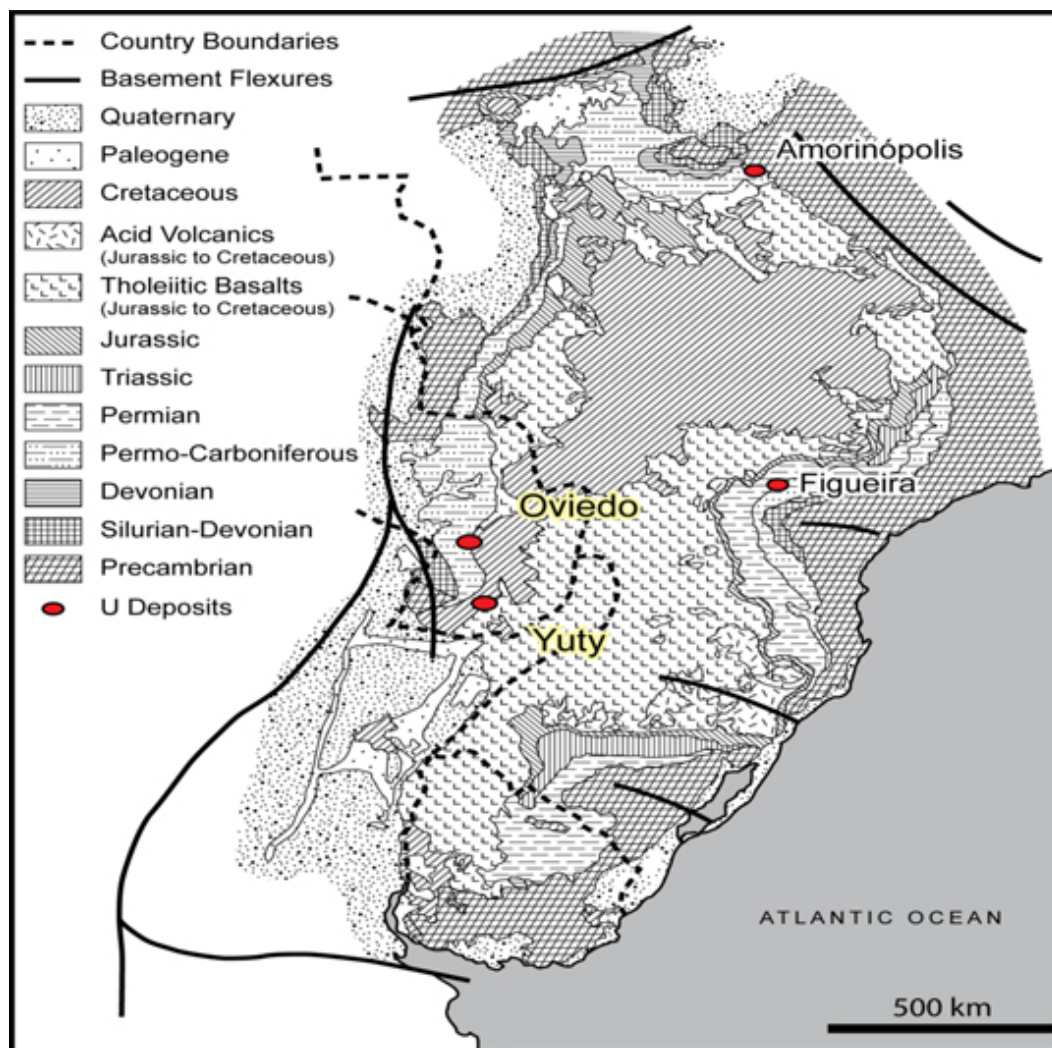 Country Boundaries
Basement Flexures
Quaternary
Paleogene
Cretaceous
Acid Volcanics
(Jurassic to Cretaceous)
Tholeiitic Basalts
(Jurassic to Cretaceous)
Jurassic
Triassic
Permian
Permo-Carboniferous
Devonian
Silurian-Devonian
Precambrian
U Deposits
Amorinópolis
Figueira
Oviedo
Yuty
ATLANTIC OCEAN
500 km